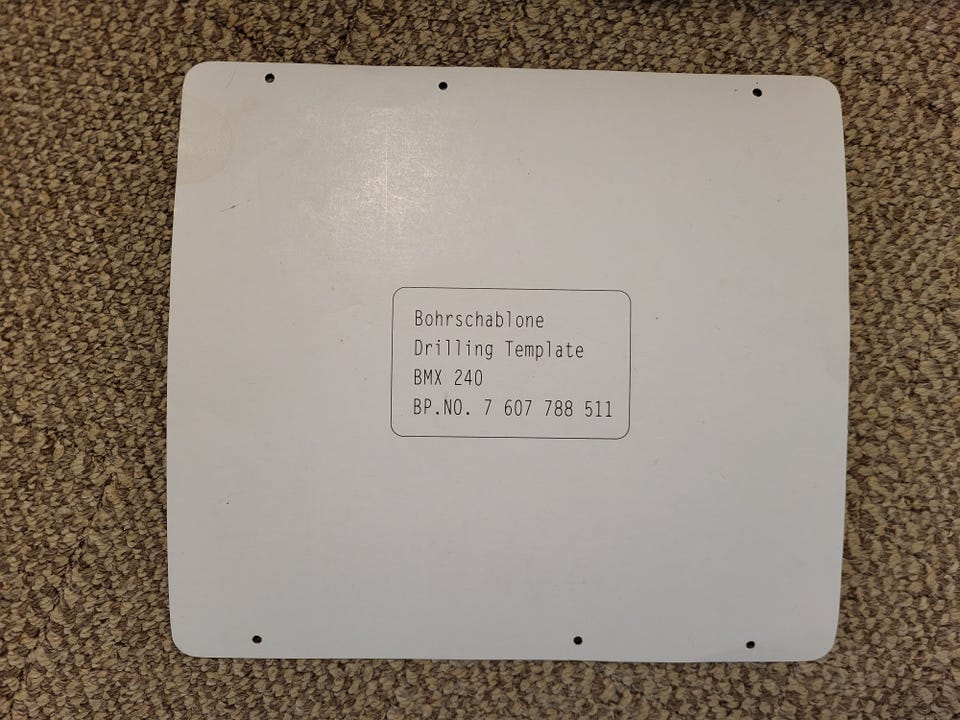 Bohrschablone
Drilling Template
BMX 240
BP.NO. 7 607 788 511